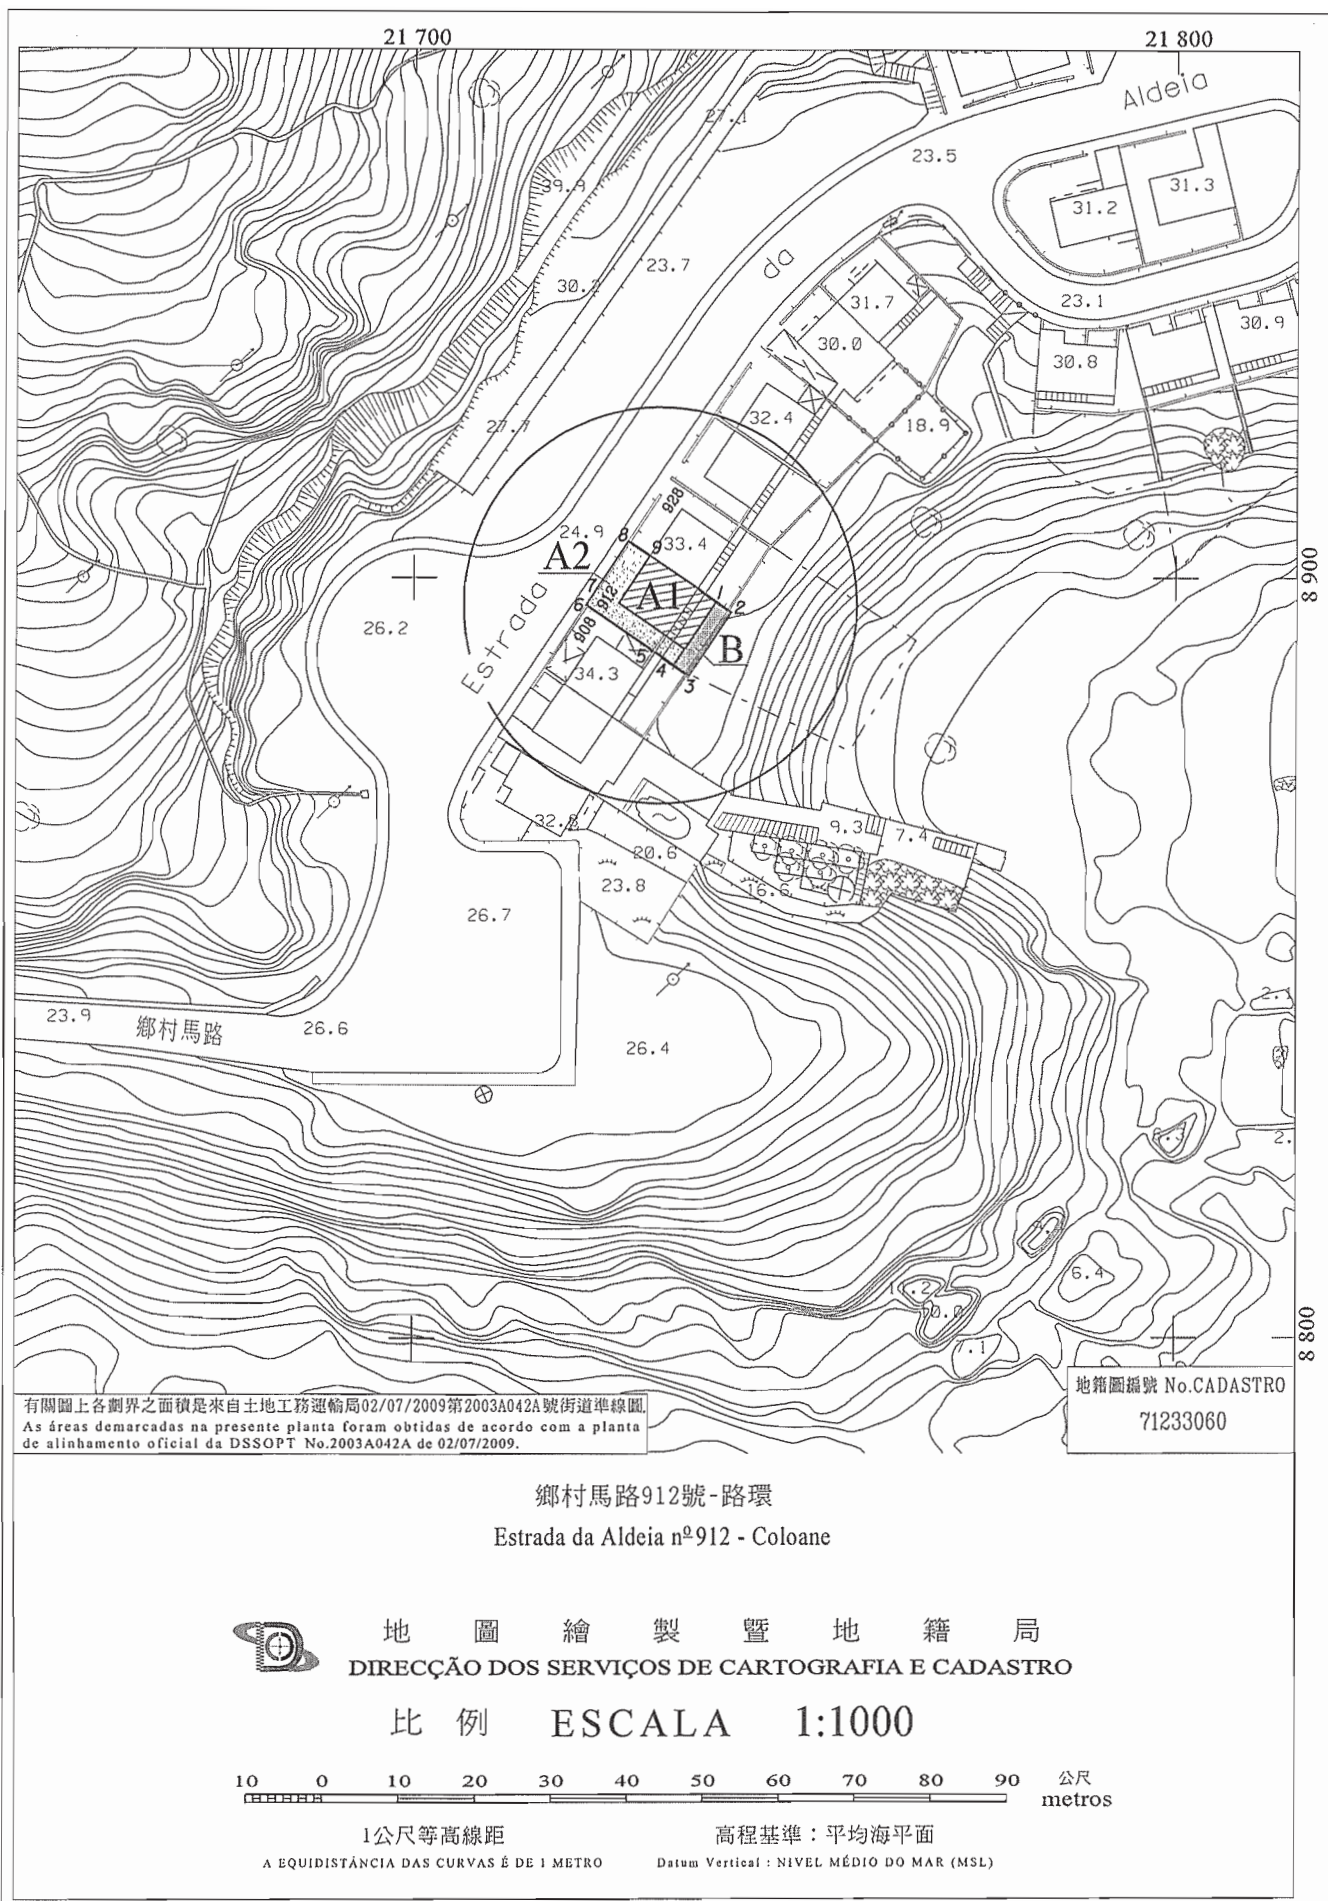 21 700
21 800
Aldeia
27.1
23.5
39.9
31.3
31.2
da
23.7
30.2
23.1
31.7
30.9
30.0
30.8
32.4
27.7
18.9
928
24.9
8
9
33.4
A2
8 900
7
A1
1
2
Estrada
6
912
26.2
908
5
B
4
3
34.3
32.8
9.3
7.4
20.6
23.8
16.6
26.7
2.1
23.9
鄉村馬路
26.6
26.4
2.
6.4
7.1
8 800
有關圖上各劃界之面積是來自土地工務運輸局02/07/2009第2003A042A號街道準線圖.
As áreas demarcadas na presente planta foram obtidas de acordo com a planta
de alinhamento oficial da DSSOPT No.2003A042A de 02/07/2009.
地籍圖編號 No.CADASTRO
71233060
鄉村馬路912號-路環
Estrada da Aldeia nº912 - Coloane
地 圖 繪 製 暨 地 籍 局
DIRECÇÃO DOS SERVIÇOS DE CARTOGRAFIA E CADASTRO
比 例 ESCALA 1:1000
10 0 10 20 30 40 50 60 70 80 90 公尺
metros
1公尺等高線距 高程基準：平均海平面
A EQUIDISTÂNCIA DAS CURVAS É DE 1 METRO Datum Vertical : NIVEL MÉDIO DO MAR (MSL)